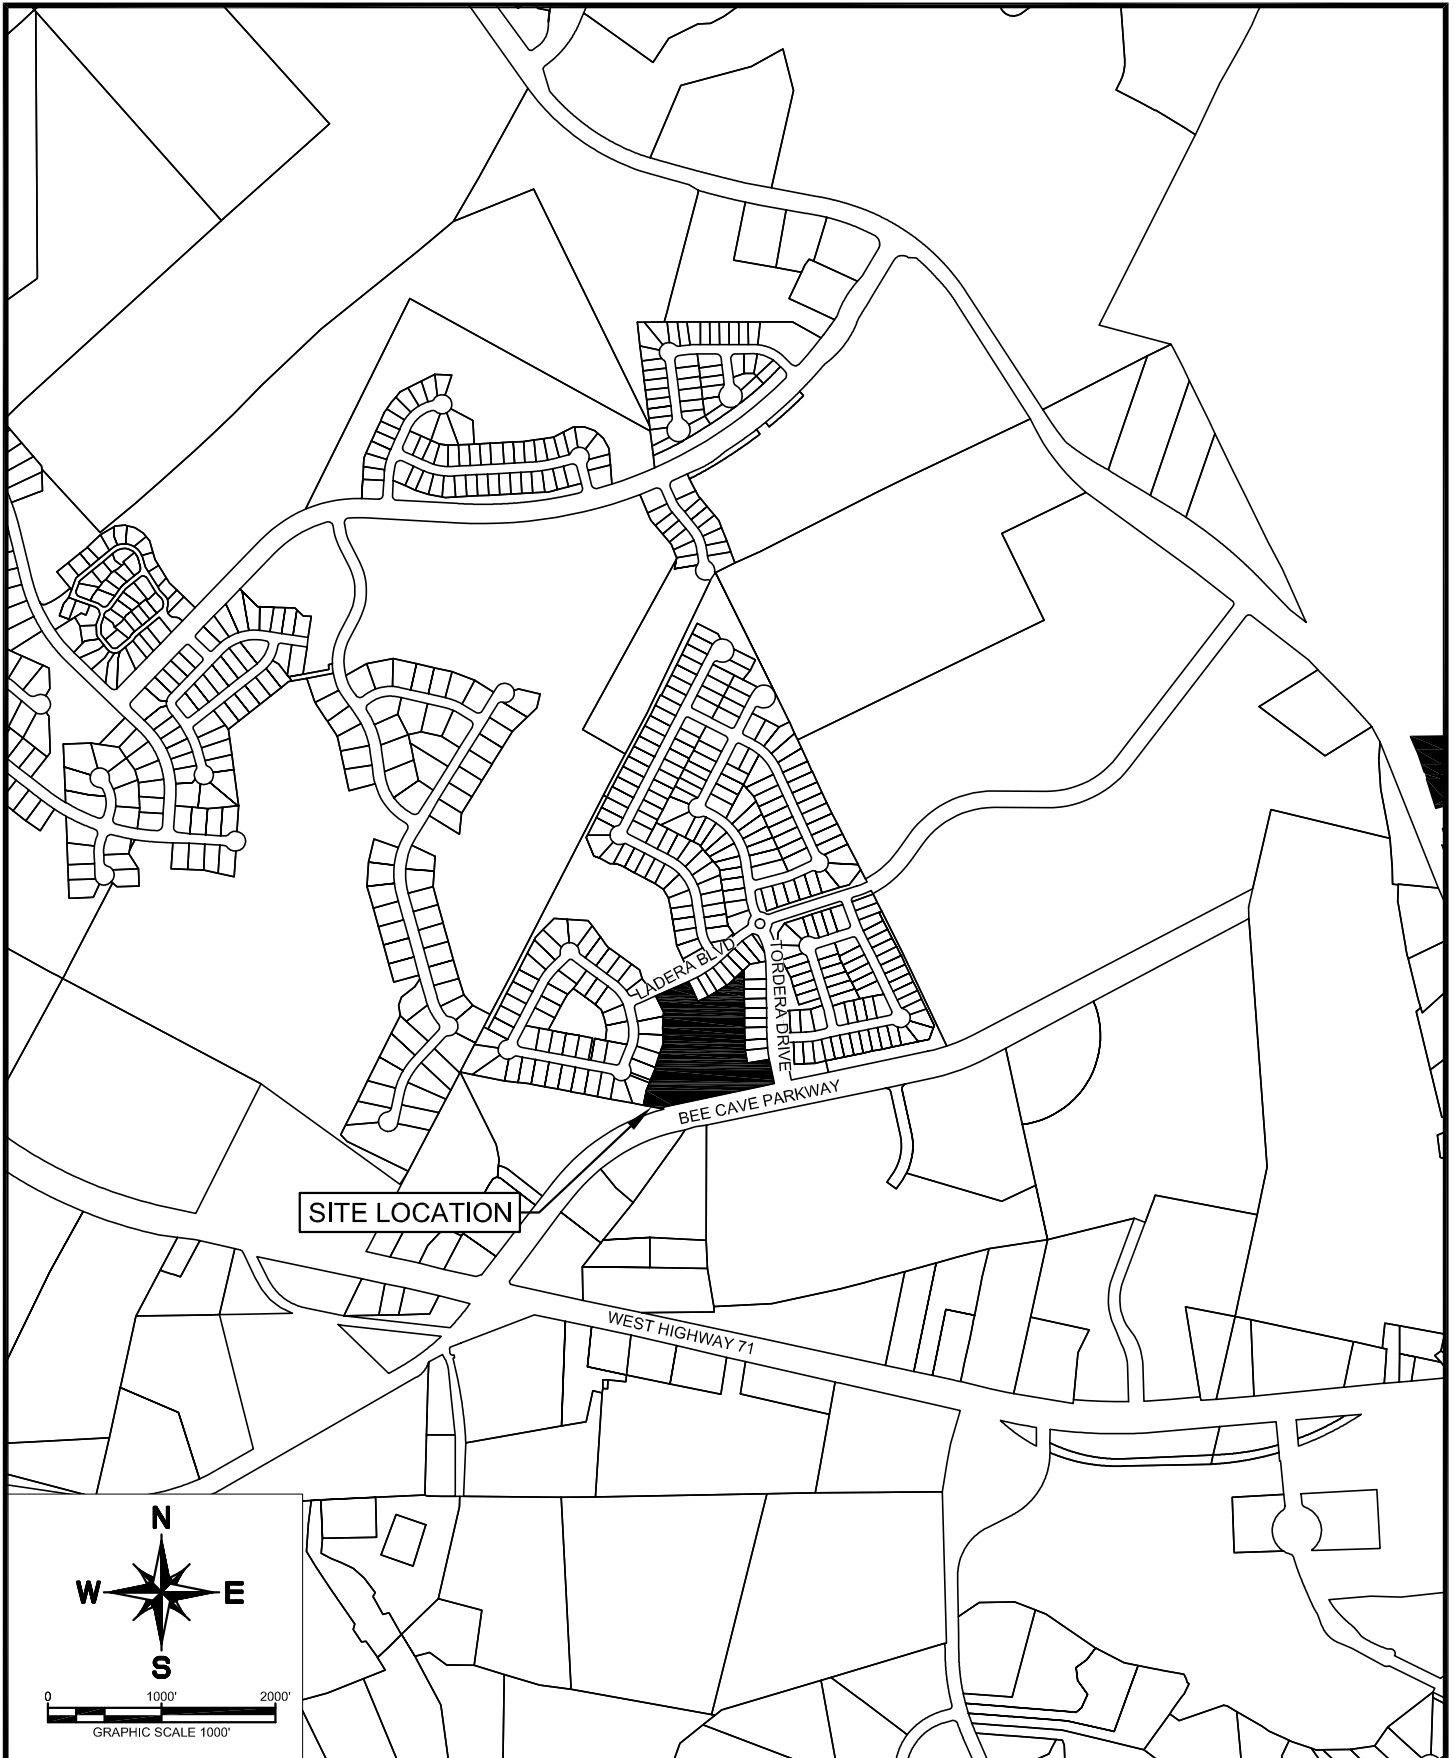 LADERA BLVD
TORDERA DRIVE
BEE CAVE PARKWAY
SITE LOCATION
WEST HIGHWAY 71
N
W E
S
0 1000' 2000'
GRAPHIC SCALE 1000'